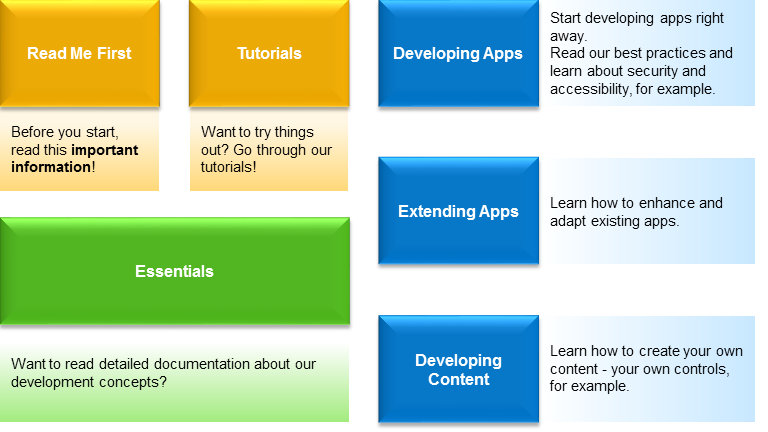 Read Me First
Before you start,
read this important
information!
Tutorials
Want to try things
out? Go through our
tutorials!
Essentials
Want to read detailed documentation about our
development concepts?
Developing Apps
Start developing apps right
away.
Read our best practices and
learn about security and
accessibility, for example.
Extending Apps
Learn how to enhance and
adapt existing apps.
Developing
Content
Learn how to create your own
content - your own controls,
for example.